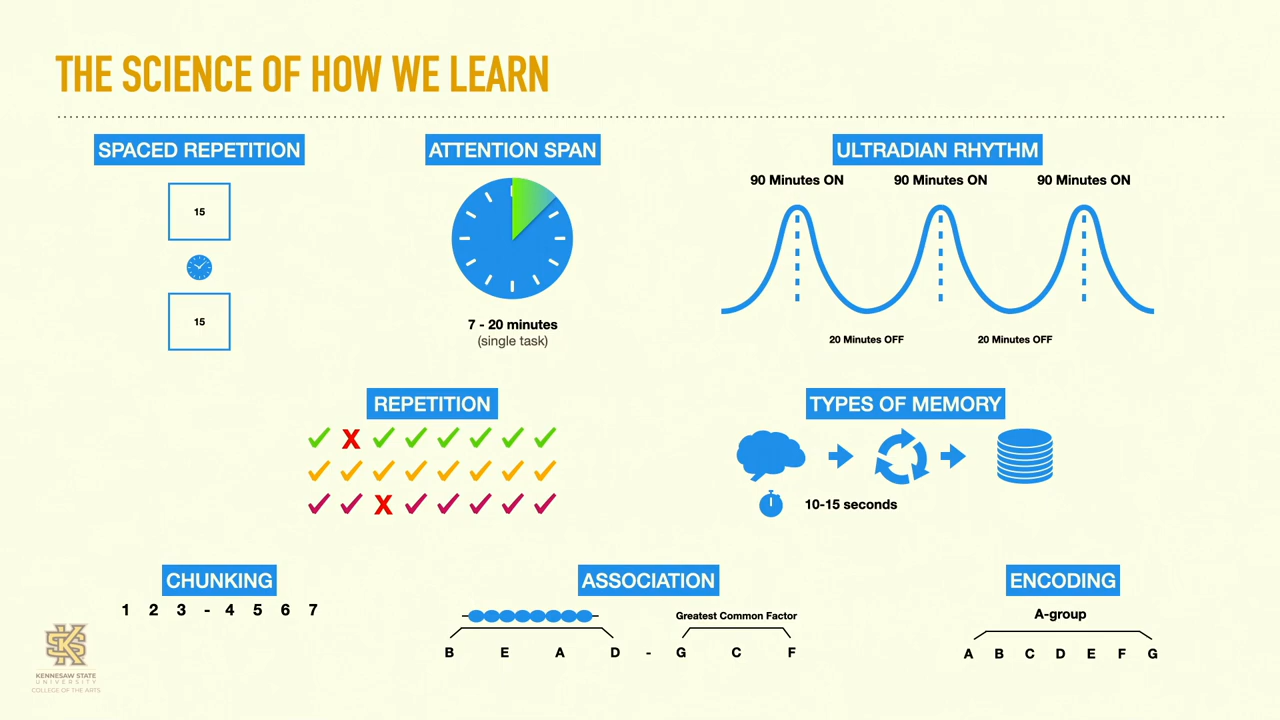 THE SCIENCE OF HOW WE LEARN
SPACED REPETITION
15
15
ATTENTION SPAN
7 - 20 minutes
(single task)
ULTRADIAN RHYTHM
90 Minutes ON 90 Minutes ON 90 Minutes ON
20 Minutes OFF 20 Minutes OFF
REPETITION
X
X
TYPES OF MEMORY
10-15 seconds
CHUNKING
1 2 3 - 4 5 6 7
ASSOCIATION
Greatest Common Factor
B E A D - G C F
ENCODING
A-group
A B C D E F G
KS
KENNESAW STATE
UNIVERSITY
COLLEGE OF THE ARTS